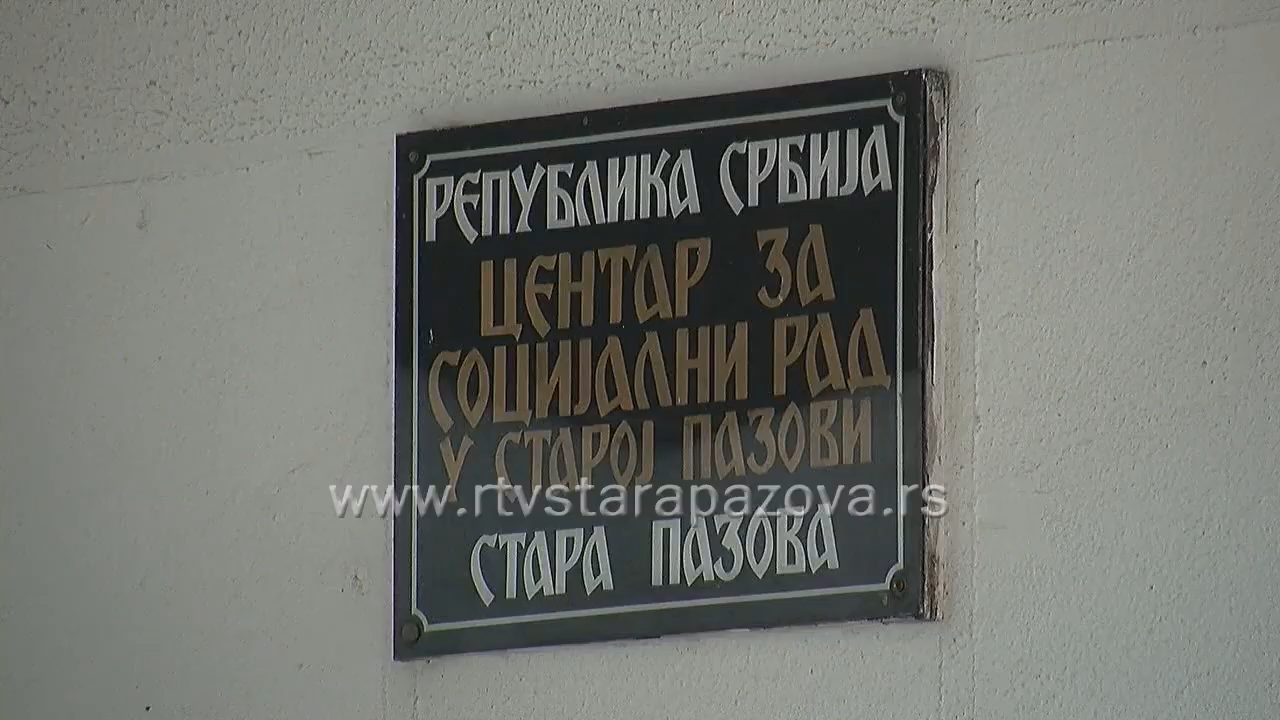 РЕПУБЛИКА СРБИЈА
ЦЕНТАР ЗА
СОЦИЈАЛНИ РАД
У СТАРОЈ ПАЗОВИ
www.rtvstarapazova.rs
СТАРА ПАЗОВА